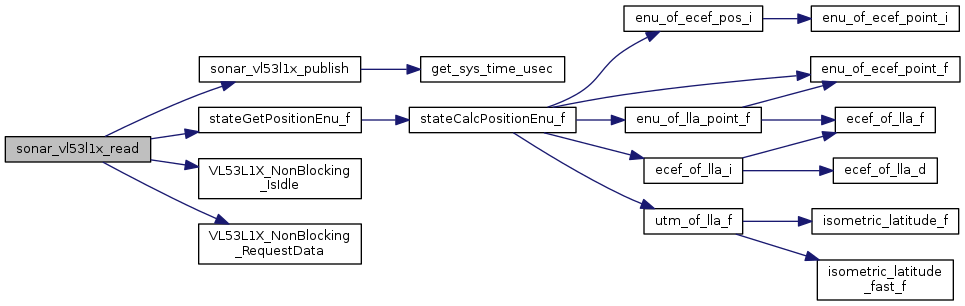 sonar_vl53l1x_read
sonar_vl53l1x_publish
stateGetPositionEnu_f
VL53L1X_NonBlocking
_IsIdle
VL53L1X_NonBlocking
_RequestData
get_sys_time_usec
stateCalcPositionEnu_f
enu_of_ecef_pos_i
enu_of_lla_point_f
ecef_of_lla_i
utm_of_lla_f
enu_of_ecef_point_i
enu_of_ecef_point_f
ecef_of_lla_f
ecef_of_lla_d
isometric_latitude_f
isometric_latitude
_fast_f